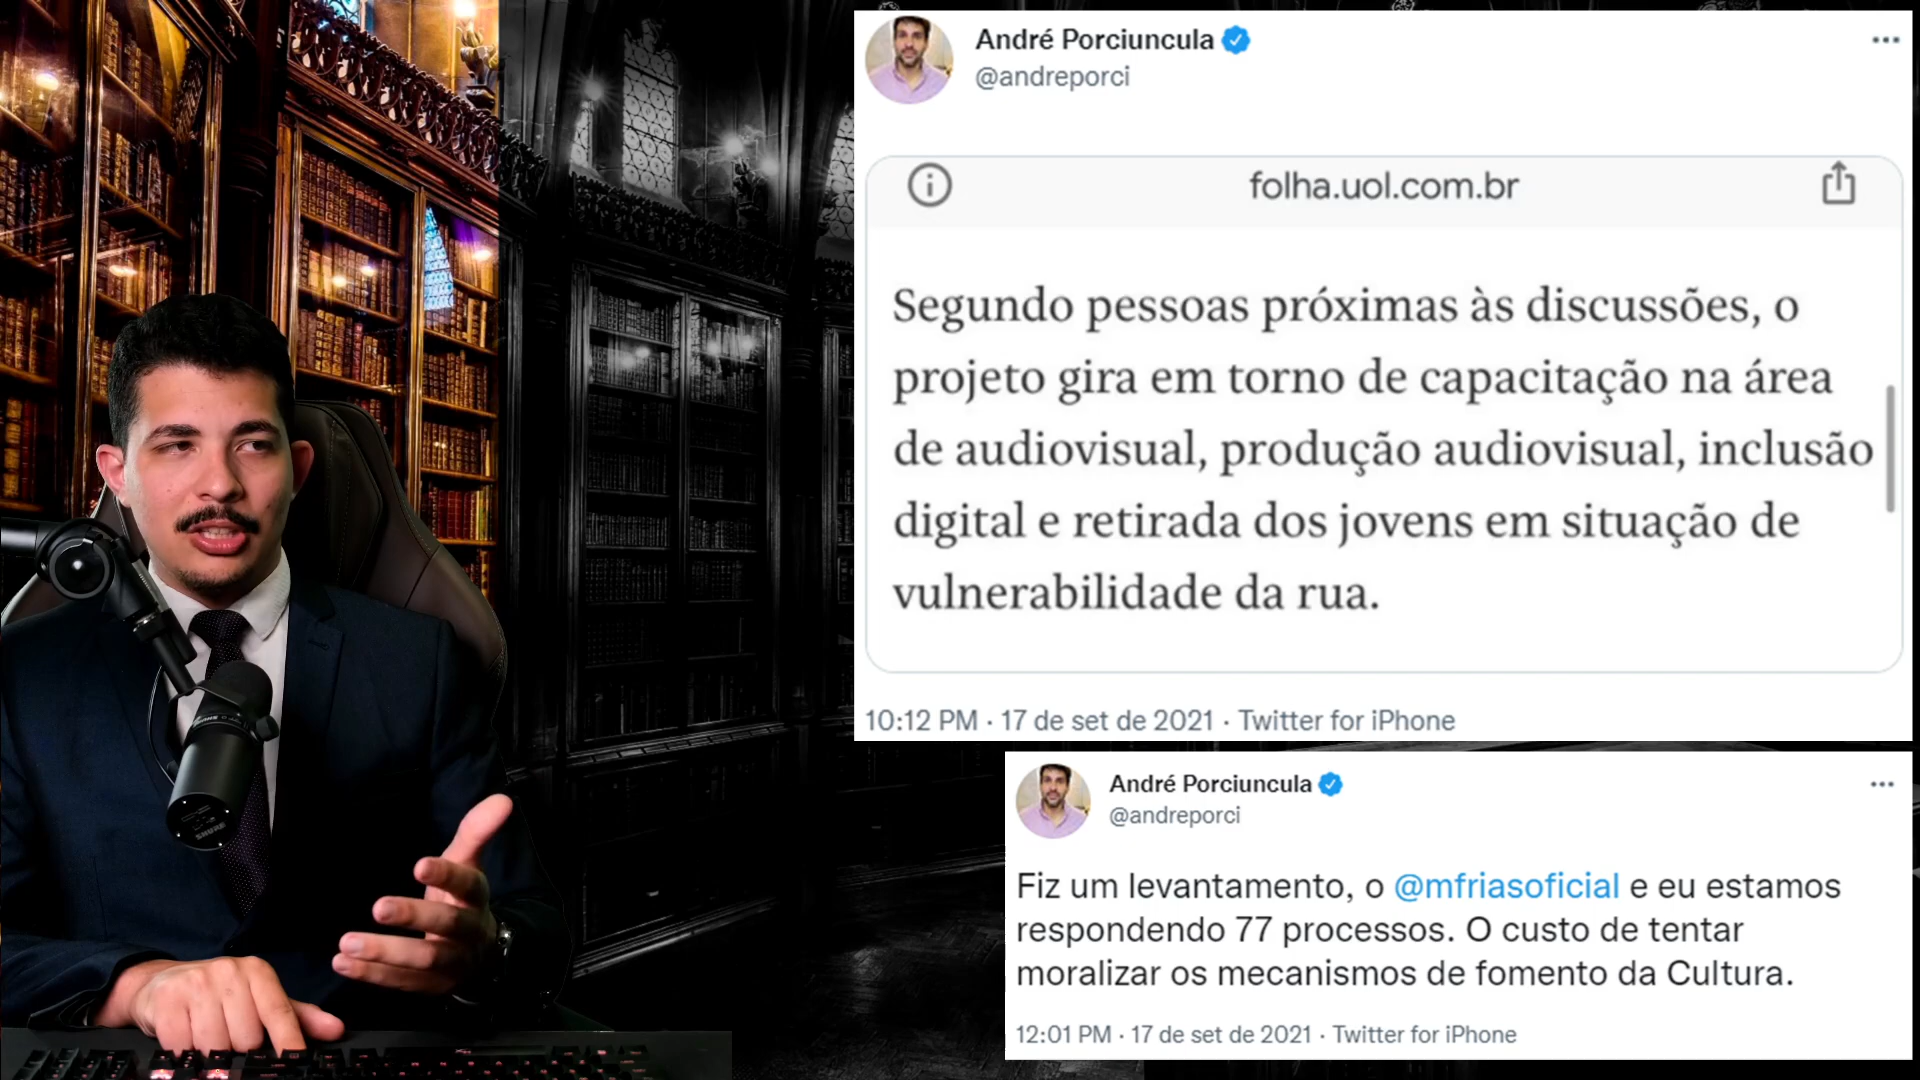 André Porciuncula
@andreporci
folha.uol.com.br
Segundo pessoas próximas às discussões, o
projeto gira em torno de capacitação na área
de audiovisual, produção audiovisual, inclusão
digital e retirada dos jovens em situação de
vulnerabilidade da rua.
10:12 PM · 17 de set de 2021 · Twitter for iPhone
André Porciuncula
@andreporci
Fiz um levantamento, o @mfriasoficial e eu estamos
respondendo 77 processos. O custo de tentar
moralizar os mecanismos de fomento da Cultura.
12:01 PM · 17 de set de 2021 · Twitter for iPhone
SHURE